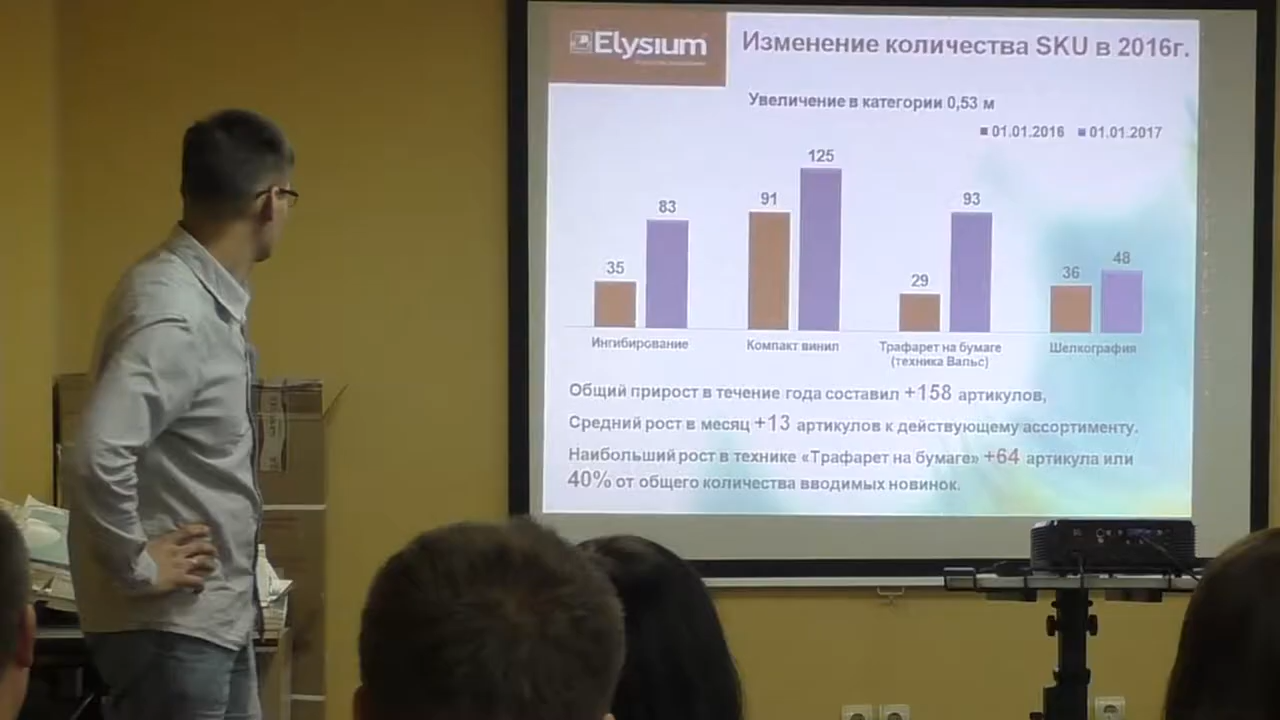 Elysium
Изменение количества SKU в 2016г.
Увеличение в категории 0,53 м
01.01.2016 01.01.2017
35 83 91 125 29 93 36 48
Ингибирование Компакт винил Трафарет на бумаге Шелкография
(техника Вальс)
Общий прирост в течение года составил +158 артикулов,
Средний рост в месяц +13 артикулов к действующему ассортименту.
Наибольший рост в технике «Трафарет на бумаге» +64 артикула или
40% от общего количества вводимых новинок.